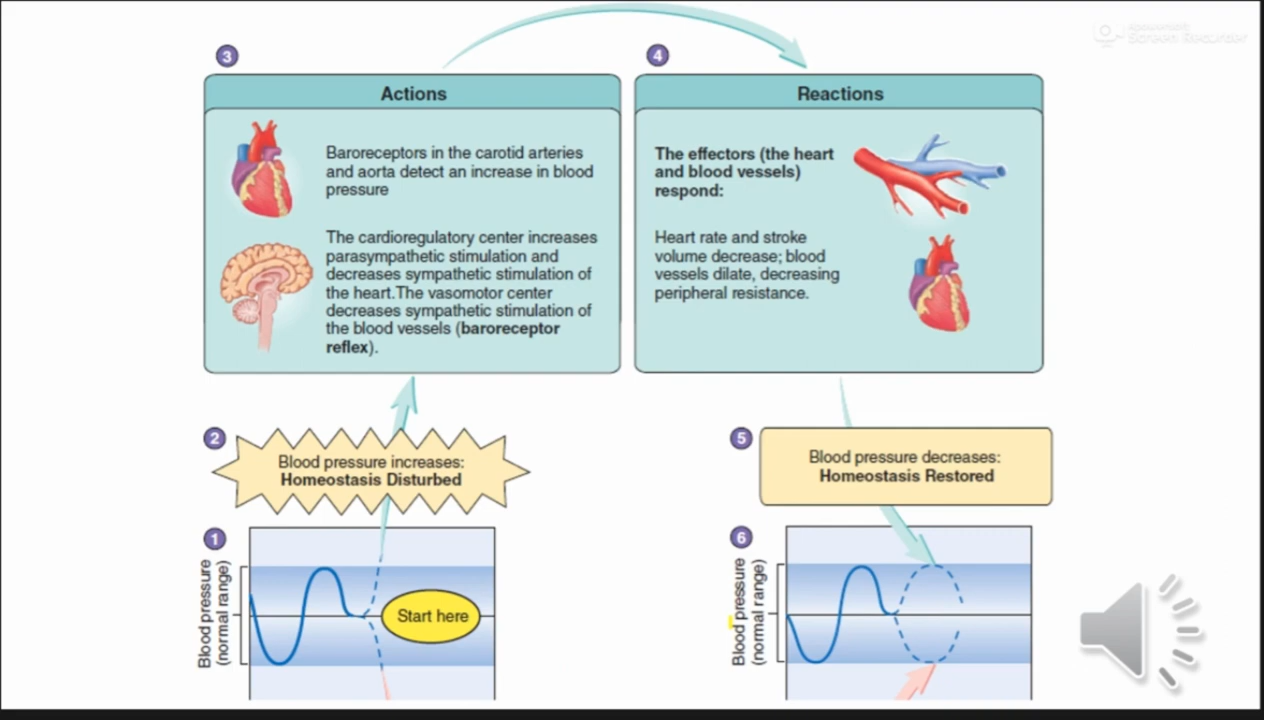 Screen Recorder
3
4
Actions
Reactions
Baroreceptors in the carotid arteries
and aorta detect an increase in blood
pressure
The cardioregulatory center increases
parasympathetic stimulation and
decreases sympathetic stimulation of
the heart.The vasomotor center
decreases sympathetic stimulation of
the blood vessels (baroreceptor
reflex).
The effectors (the heart
and blood vessels)
respond:
Heart rate and stroke
volume decrease; blood
vessels dilate, decreasing
peripheral resistance.
2
Blood pressure increases:
Homeostasis Disturbed
5
Blood pressure decreases:
Homeostasis Restored
1
Blood pressure
(normal range)
Start here
6
Blood pressure
(normal range)